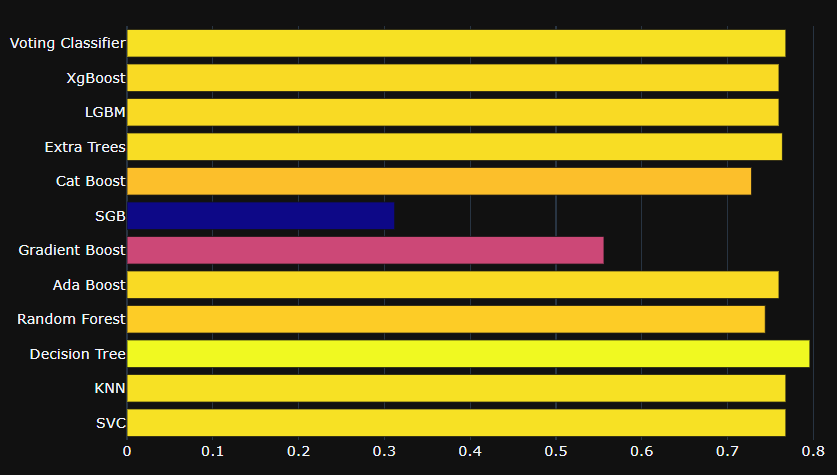 Voting Classifier
XgBoost
LGBM
Extra Trees
Cat Boost
SGB
Gradient Boost
Ada Boost
Random Forest
Decision Tree
KNN
SVC
0 0.1 0.2 0.3 0.4 0.5 0.6 0.7 0.8